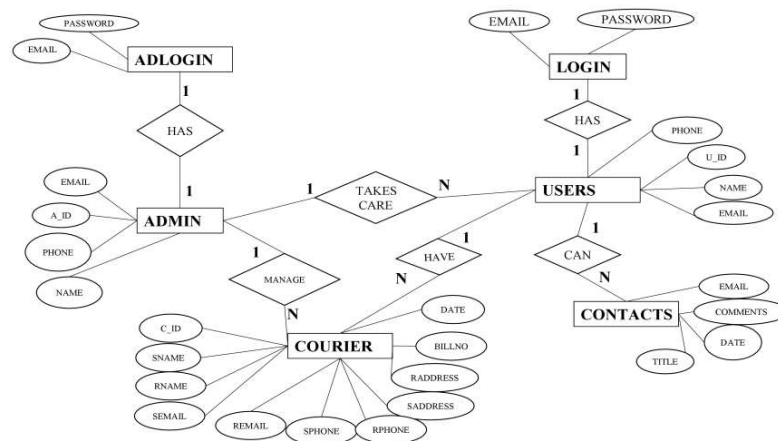 PASSWORD
EMAIL
ADLOGIN
1
HAS
1
EMAIL
PASSWORD
LOGIN
1
HAS
1
PHONE
U_ID
NAME
EMAIL
USERS
EMAIL
A_ID
PHONE
NAME
ADMIN
1
TAKES
CARE
N
1
MANAGE
N
1
HAVE
N
1
CAN
N
CONTACTS
EMAIL
COMMENTS
DATE
TITLE
COURIER
C_ID
SNAME
RNAME
SEMAIL
REMAIL
SPHONE
RPHONE
SADDRESS
RADDRESS
BILLNO
DATE